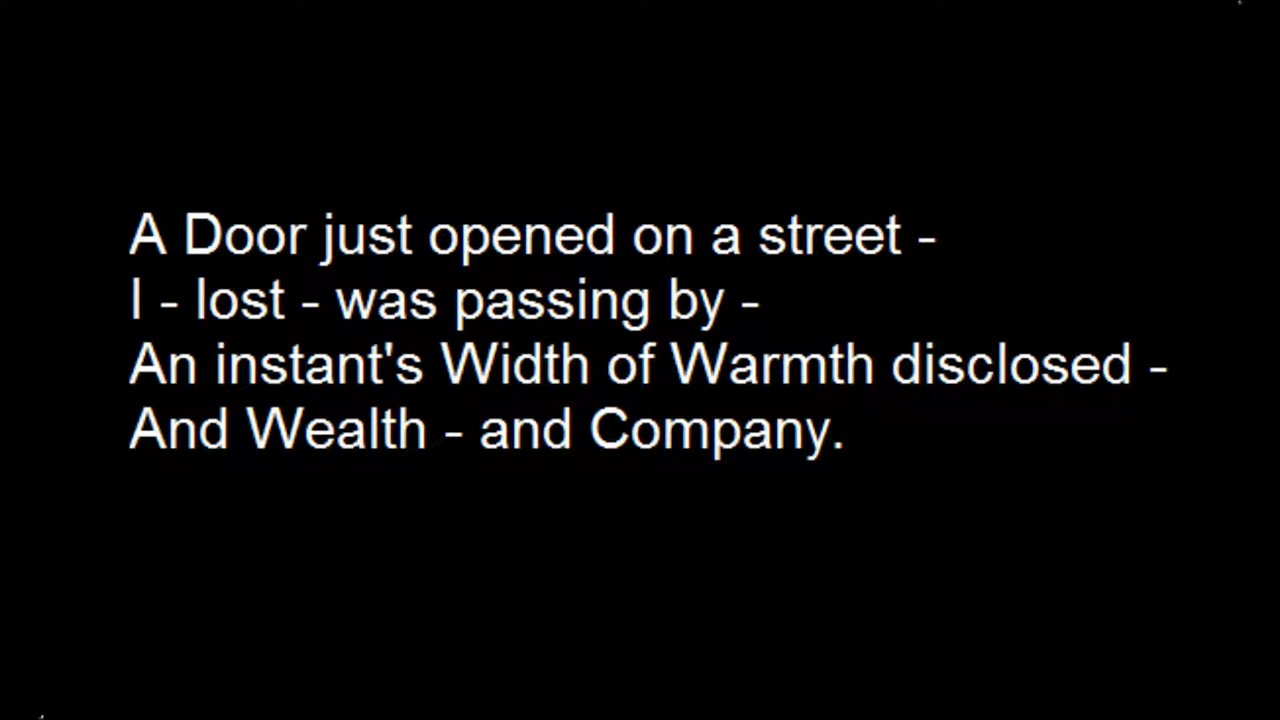 A Door just opened on a street -
I - lost - was passing by -
An instant's Width of Warmth disclosed -
And Wealth - and Company.